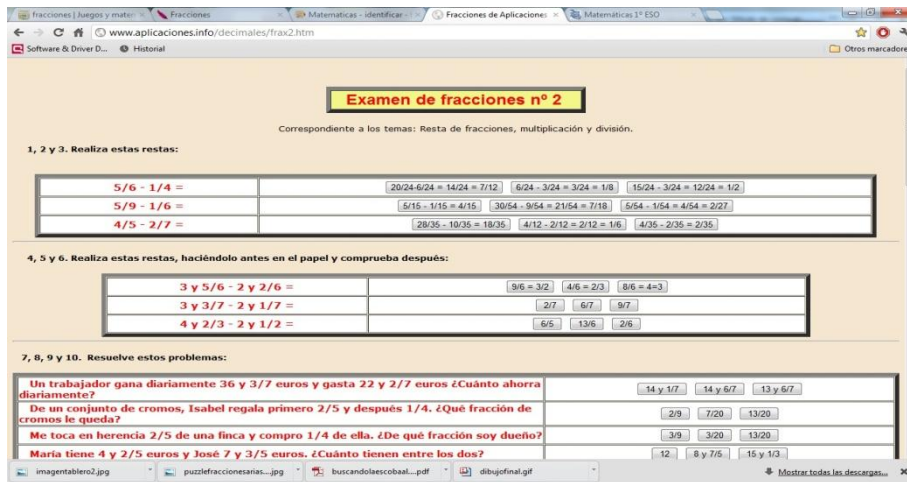 fracciones | Juegos y mater
Fracciones
Matematicas - identificar -
Fracciones de Aplicaciones
Matemáticas 1º ESO
www.aplicaciones.info/decimales/frax2.htm
Software & Driver D...
Historial
Otros marcadore
Examen de fracciones nº 2
Correspondiente a los temas: Resta de fracciones, multiplicación y división.
1, 2 y 3. Realiza estas restas:
5/6 - 1/4 = 20/24-6/24 = 14/24 = 7/12 6/24 - 3/24 = 3/24 = 1/8 15/24 - 3/24 = 12/24 = 1/2
5/9 - 1/6 = 5/15 - 1/15 = 4/15 30/54 - 9/54 = 21/54 = 7/18 5/54 - 1/54 = 4/54 = 2/27
4/5 - 2/7 = 28/35 - 10/35 = 18/35 4/12 - 2/12 = 2/12 = 1/6 4/35 - 2/35 = 2/35
4, 5 y 6. Realiza estas restas, haciéndolo antes en el papel y comprueba después:
3 y 5/6 - 2 y 2/6 = 9/6 = 3/2 4/6 = 2/3 8/6 = 4=3
3 y 3/7 - 2 y 1/7 = 2/7 6/7 9/7
4 y 2/3 - 2 y 1/2 = 6/5 13/6 2/6
7, 8, 9 y 10. Resuelve estos problemas:
Un trabajador gana diariamente 36 y 3/7 euros y gasta 22 y 2/7 euros ¿Cuánto ahorra
diariamente?
14 y 1/7 14 y 6/7 13 y 6/7
De un conjunto de cromos, Isabel regala primero 2/5 y después 1/4. ¿Qué fracción de
cromos le queda?
2/9 7/20 13/20
Me toca en herencia 2/5 de una finca y compro 1/4 de ella. ¿De qué fracción soy dueño?
3/9 3/20 13/20
María tiene 4 y 2/5 euros y José 7 y 3/5 euros. ¿Cuánto tienen entre los dos?
12 8 y 7/5 15 y 1/3
imagentablero2.jpg
puzlefraccionesarias....jpg
buscandolaescobaal....pdf
dibujofinal.gif
Mostrar todas las descargas...